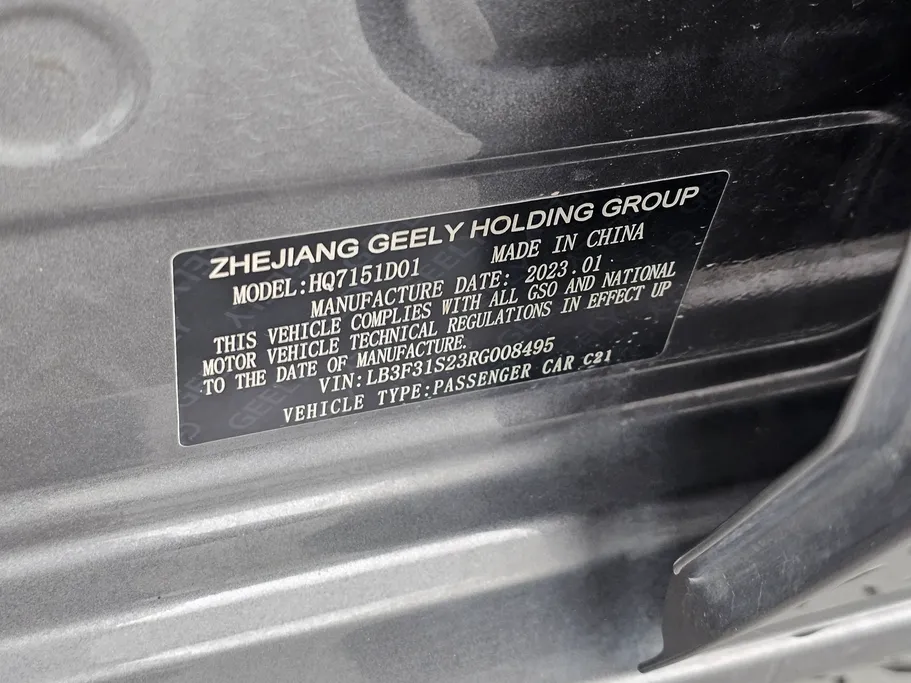 ZHEJIANG GEELY HOLDING GROUP
MODEL:HQ7151D01 MADE IN CHINA
MANUFACTURE DATE: 2023.01
THIS VEHICLE COMPLIES WITH ALL GSO AND NATIONAL
MOTOR VEHICLE TECHNICAL REGULATIONS IN EFFECT UP
TO THE DATE OF MANUFACTURE.
VIN:LB3F31S23RG008495
VEHICLE TYPE:PASSENGER CAR C21